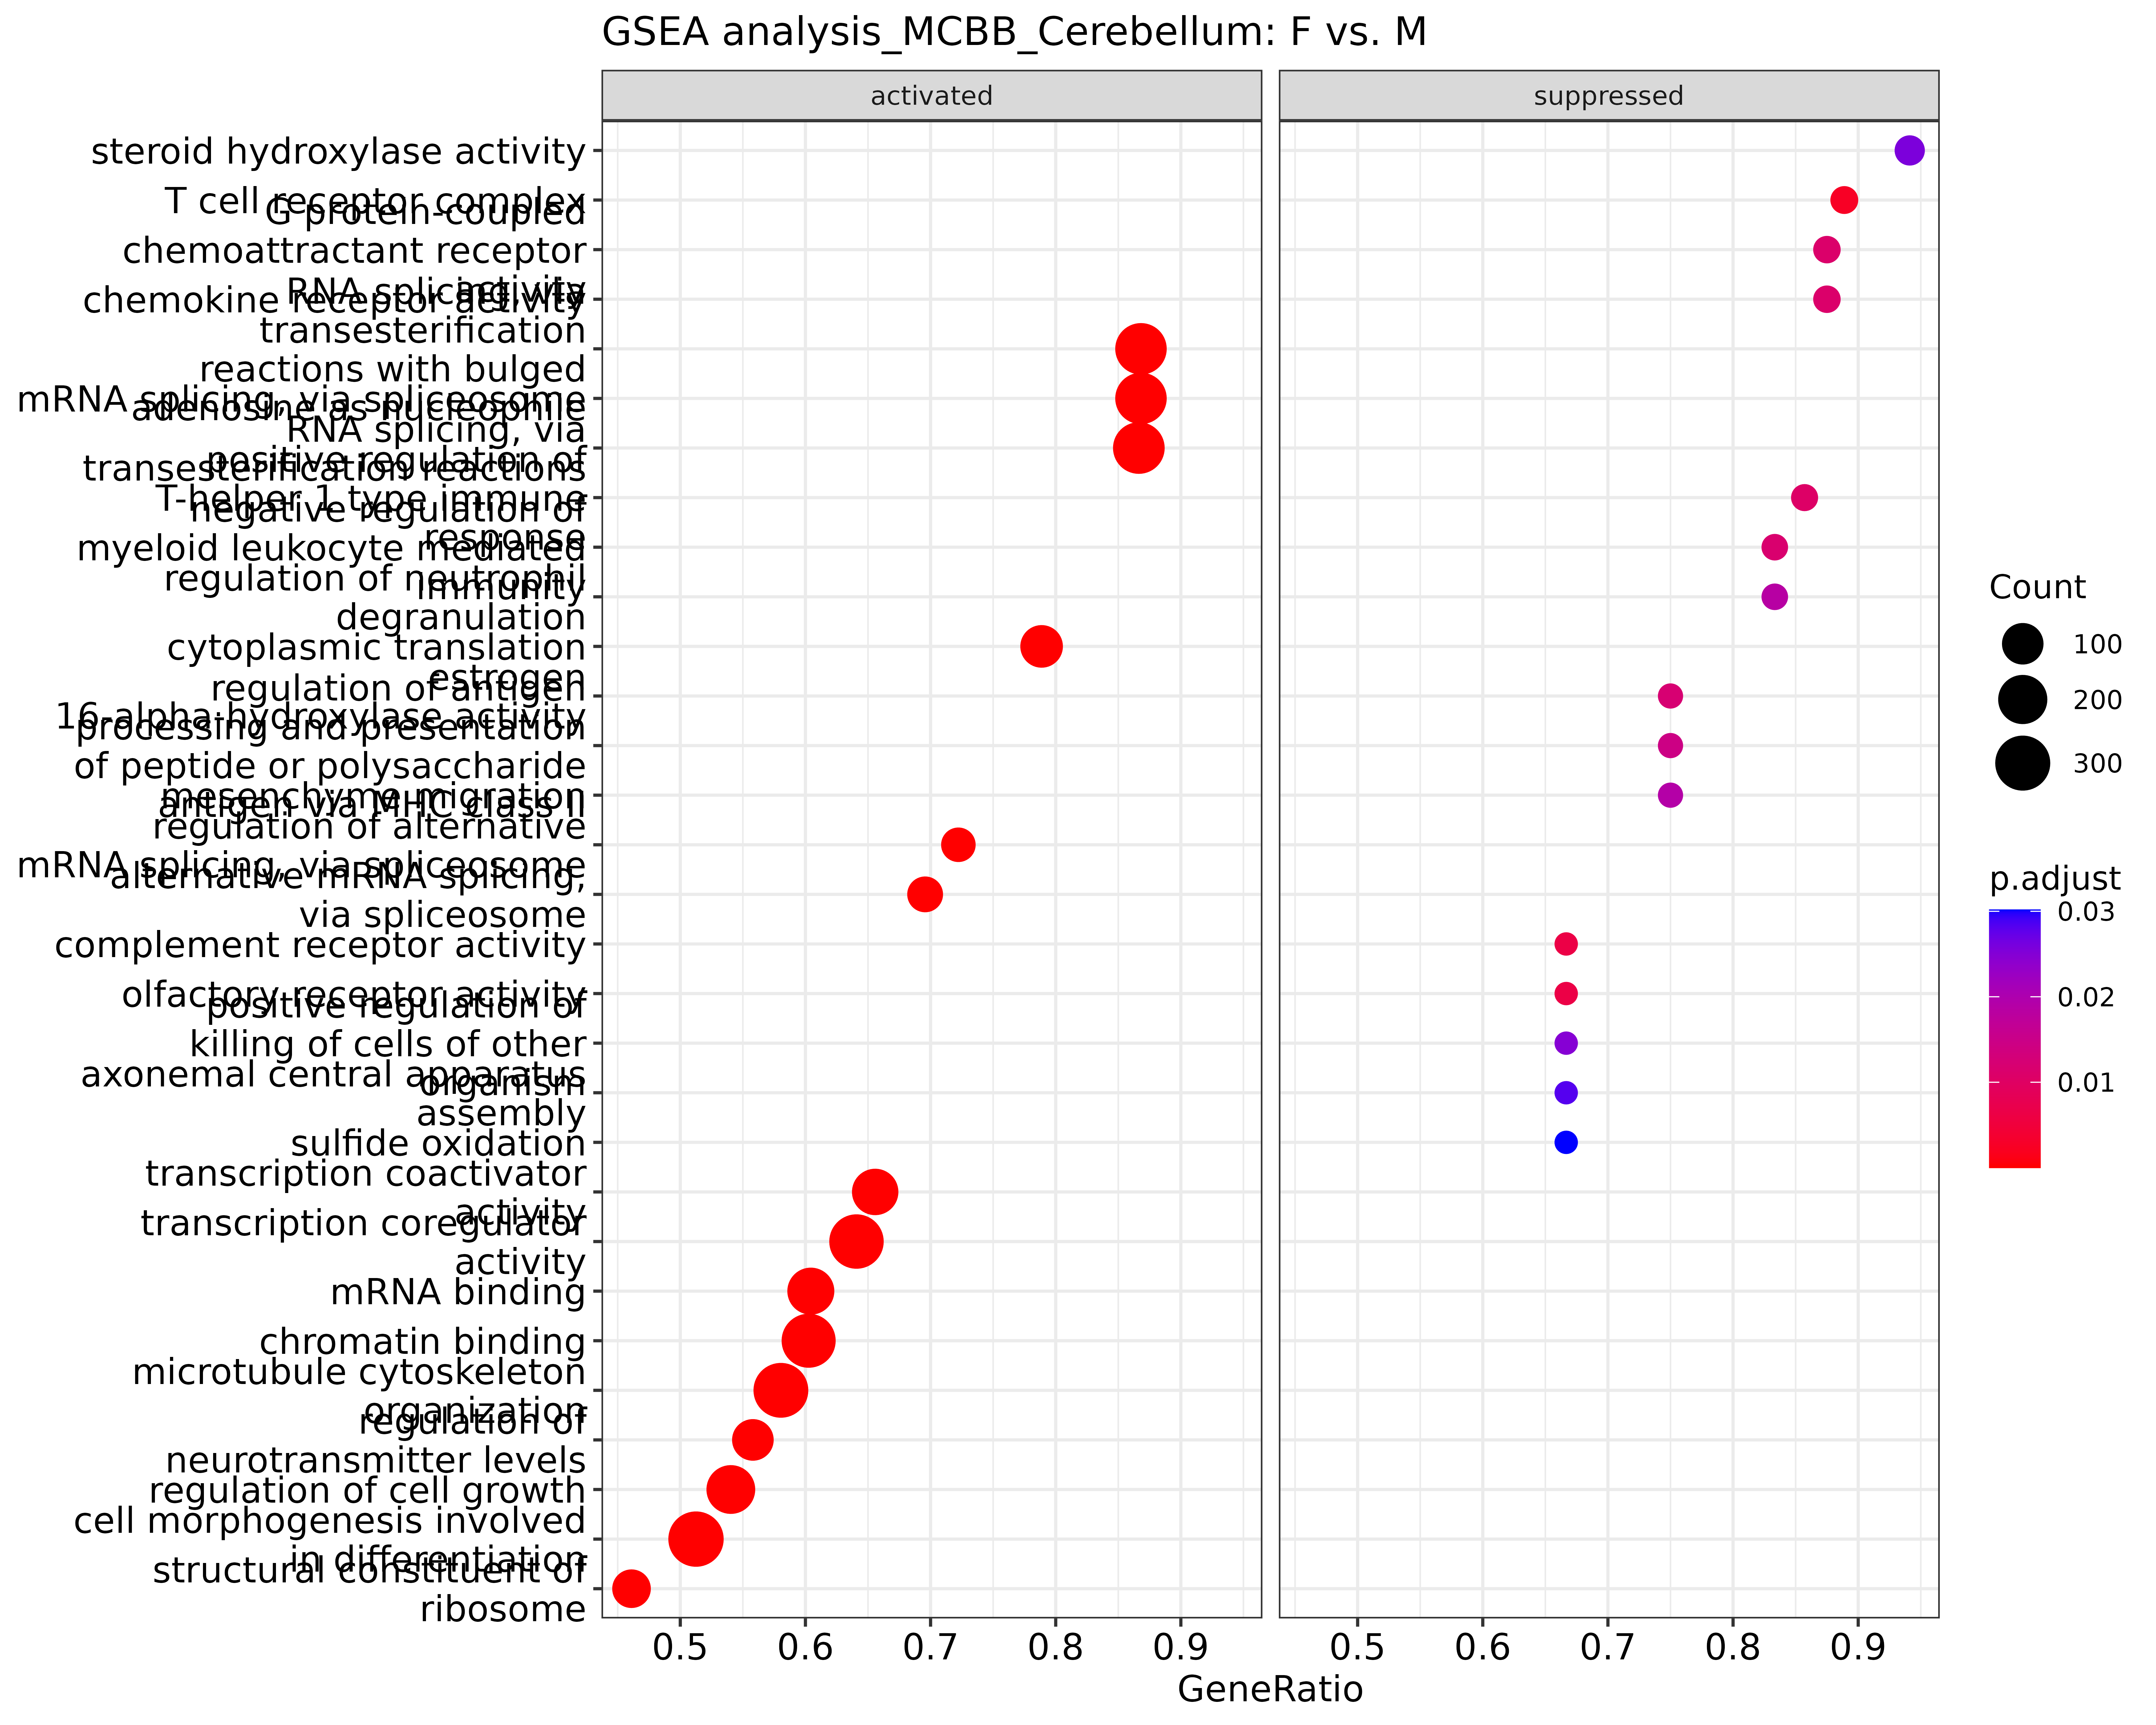 GSEA analysis_MCBB_Cerebellum: F vs. M
activated
suppressed
steroid hydroxylase activity
T cell receptor complex
G protein-coupled
chemoattractant receptor
activity
chemokine receptor activity
RNA splicing, via
transesterification
reactions with bulged
adenosine as nucleophile
mRNA splicing, via spliceosome
RNA splicing, via
transesterification reactions
positive regulation of
T-helper 1 type immune
response
negative regulation of
myeloid leukocyte mediated
immunity
regulation of neutrophil
degranulation
cytoplasmic translation
estrogen
16-alpha-hydroxylase activity
regulation of antigen
processing and presentation
of peptide or polysaccharide
antigen via MHC class II
mesenchyme migration
regulation of alternative
mRNA splicing, via spliceosome
alternative mRNA splicing,
via spliceosome
complement receptor activity
olfactory receptor activity
positive regulation of
killing of cells of other
organism
axonemal central apparatus
assembly
sulfide oxidation
transcription coactivator
activity
transcription coregulator
activity
mRNA binding
chromatin binding
microtubule cytoskeleton
organization
regulation of
neurotransmitter levels
regulation of cell growth
cell morphogenesis involved
in differentiation
structural constituent of
ribosome
0.5 0.6 0.7 0.8 0.9
0.5 0.6 0.7 0.8 0.9
GeneRatio
Count
100
200
300
p.adjust
0.03
0.02
0.01